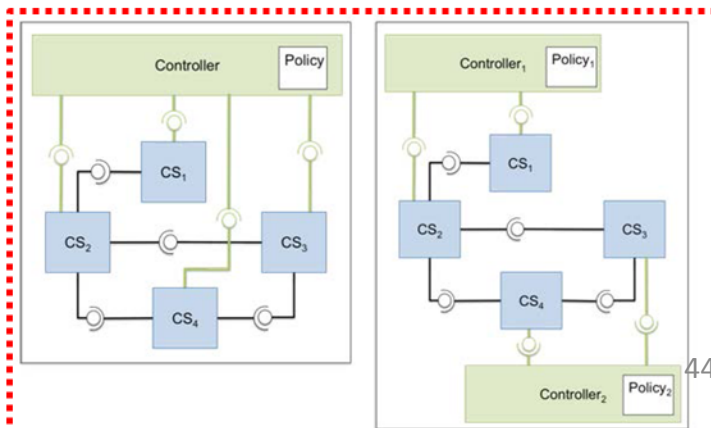 Controller
Policy
CS1
CS2
CS3
CS4
Controller1
Policy1
CS1
CS2
CS3
CS4
Controller2
Policy2
44